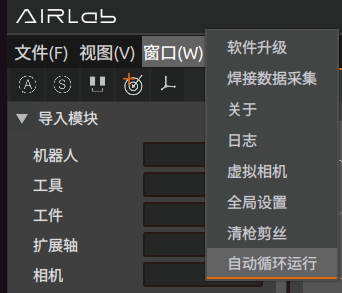 AIRLab
文件(F) 视图(V) 窗口(W)
A S
导入模块
机器人
工具
工件
扩展轴
相机
软件升级
焊接数据采集
关于
日志
虚拟相机
全局设置
清枪剪丝
自动循环运行